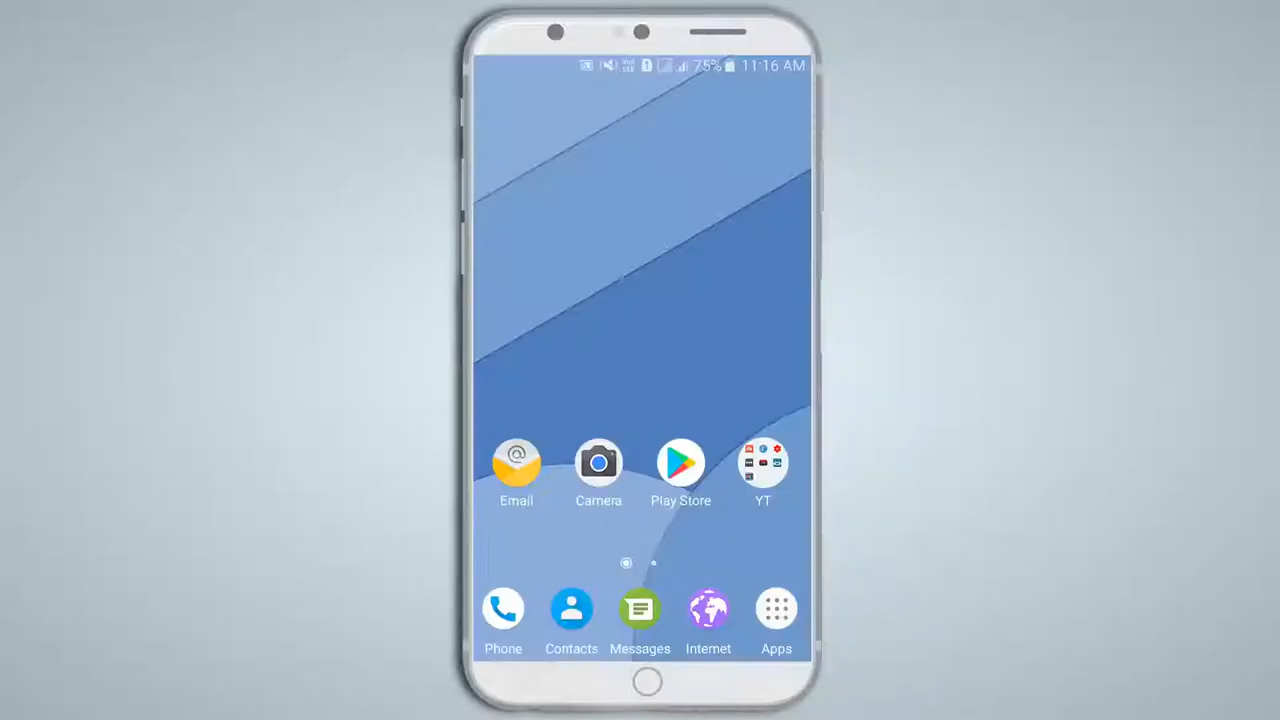 75% 11:16 AM
Email Camera Play Store YT
Phone Contacts Messages Internet Apps